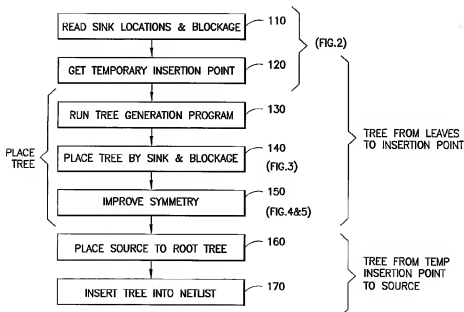 READ SINK LOCATIONS & BLOCKAGE
110
(FIG.2)
GET TEMPORARY INSERTION POINT
120
RUN TREE GENERATION PROGRAM
130
TREE FROM LEAVES
TO INSERTION POINT
PLACE
TREE
PLACE TREE BY SINK & BLOCKAGE
140
(FIG.3)
IMPROVE SYMMETRY
150
(FIG.4&5)
PLACE SOURCE TO ROOT TREE
160
TREE FROM TEMP
INSERTION POINT
TO SOURCE
INSERT TREE INTO NETLIST
170